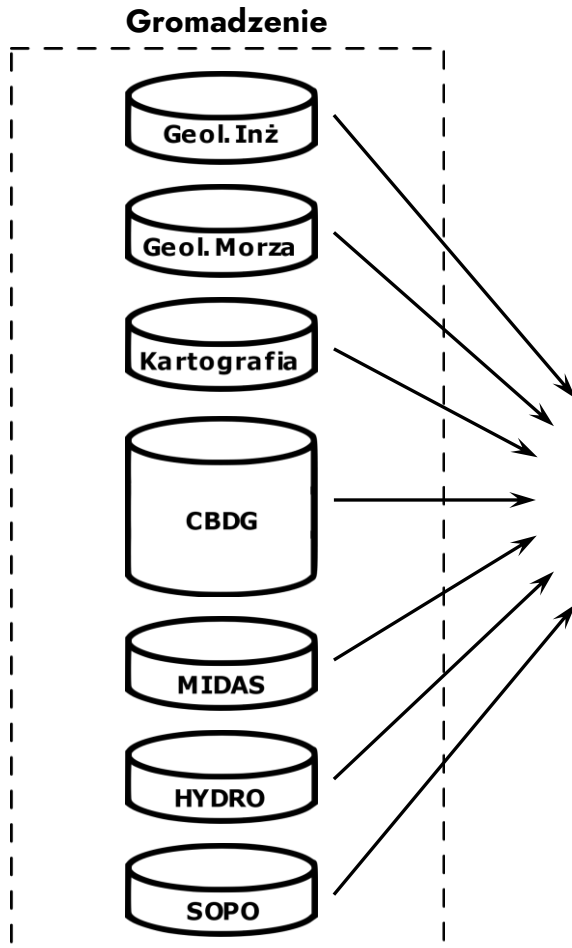 Gromadzenie
Geol.Inż
Geol.Morza
Kartografia
CBDG
MIDAS
HYDRO
SOPO